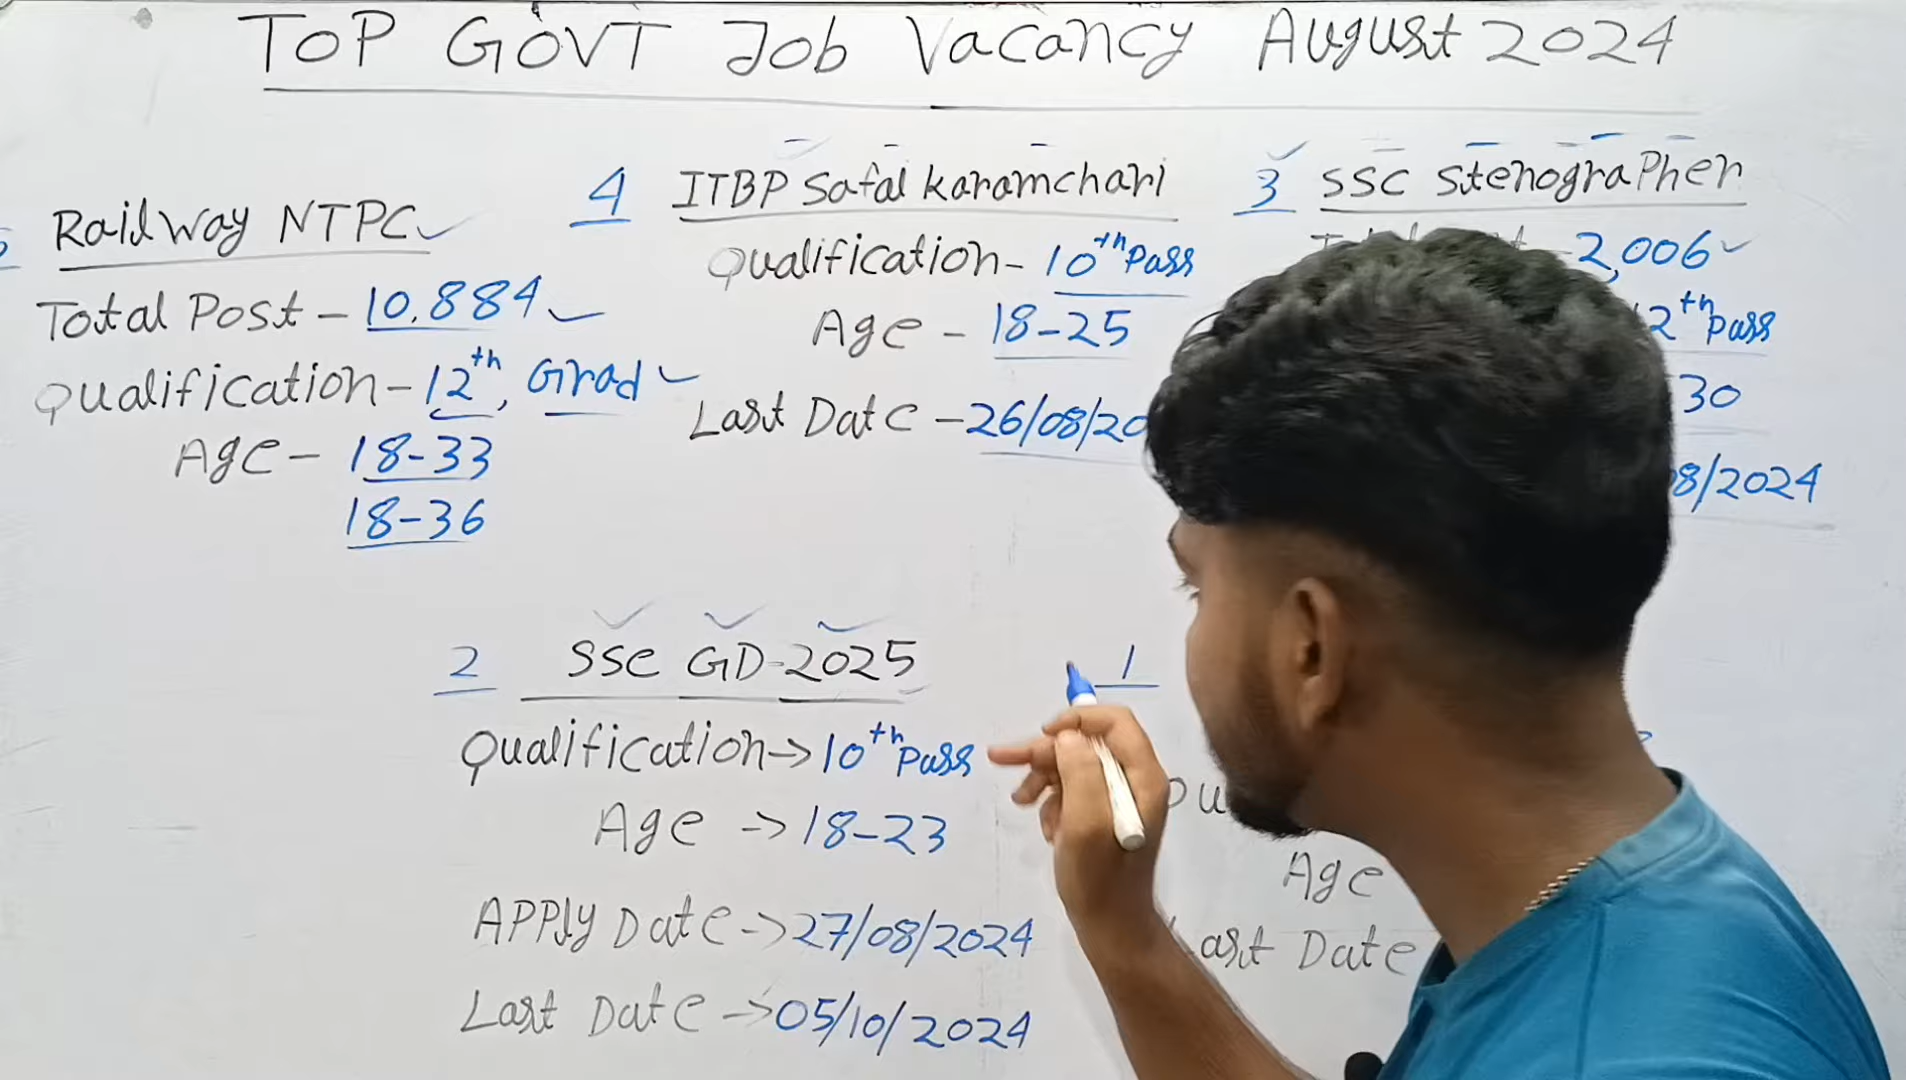 TOP GOVT Job Vacancy August 2024
Railway NTPC
Total Post - 10,884
Qualification - 12th, Grad
Age - 18-33
18-36
4 ITBP Safai Karamchari
Qualification - 10th Pass
Age - 18-25
Last Date - 26/08/20
3 SSC Stenographer
2,006
2th Pass
30
8/2024
2 SSC GD-2025
Qualification → 10th Pass
Age → 18-23
APPly Date → 27/08/2024
Last Date → 05/10/2024
1
Age
Last Date